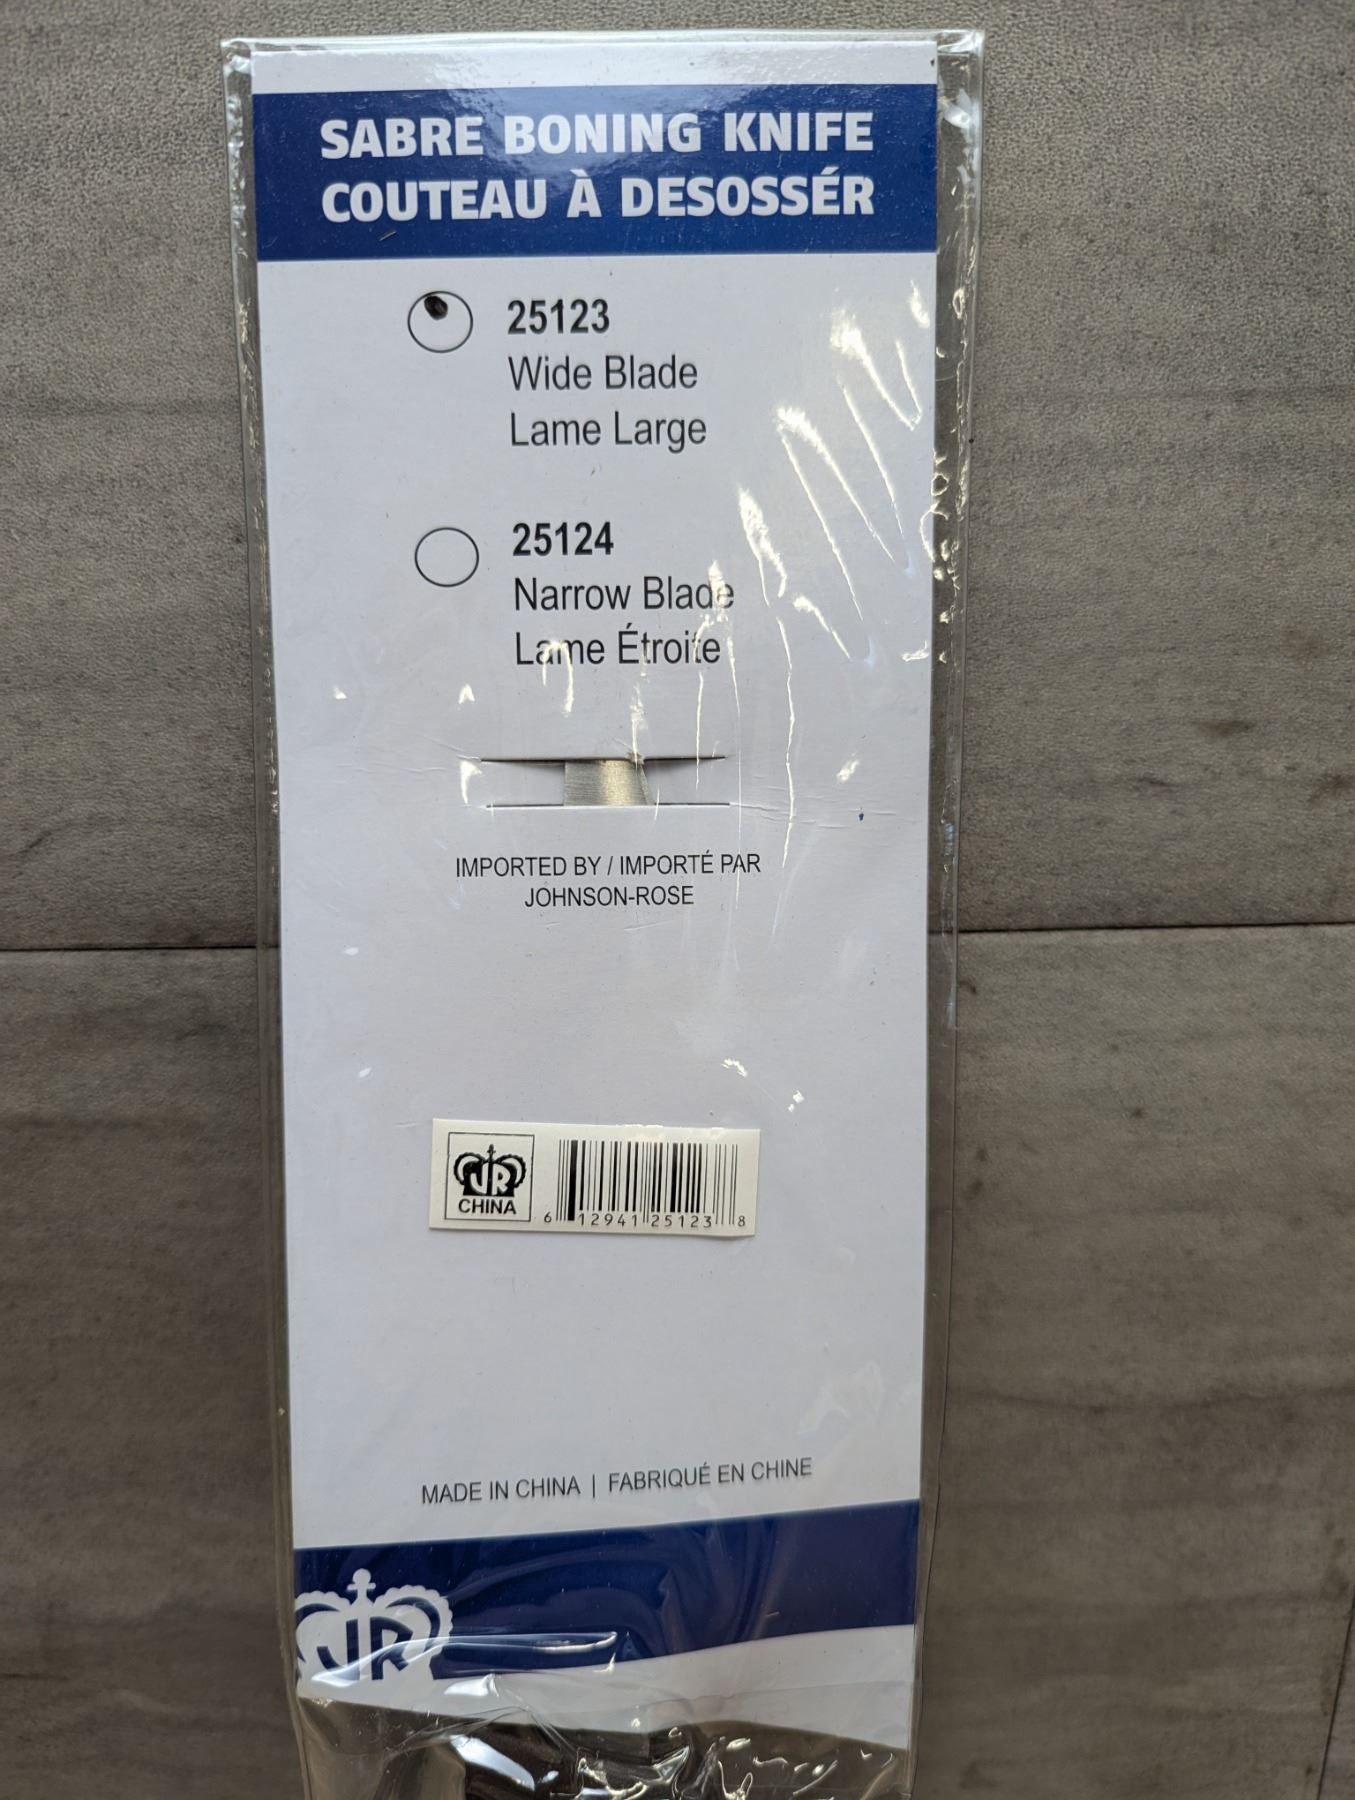 SABRE BONING KNIFE
COUTEAU À DESOSSÉR
25123
Wide Blade
Lame Large
25124
Narrow Blade
Lame Étroite
IMPORTED BY / IMPORTÉ PAR
JOHNSON-ROSE
JR
CHINA
6 12941 25123 8
MADE IN CHINA | FABRIQUÉ EN CHINE
JR